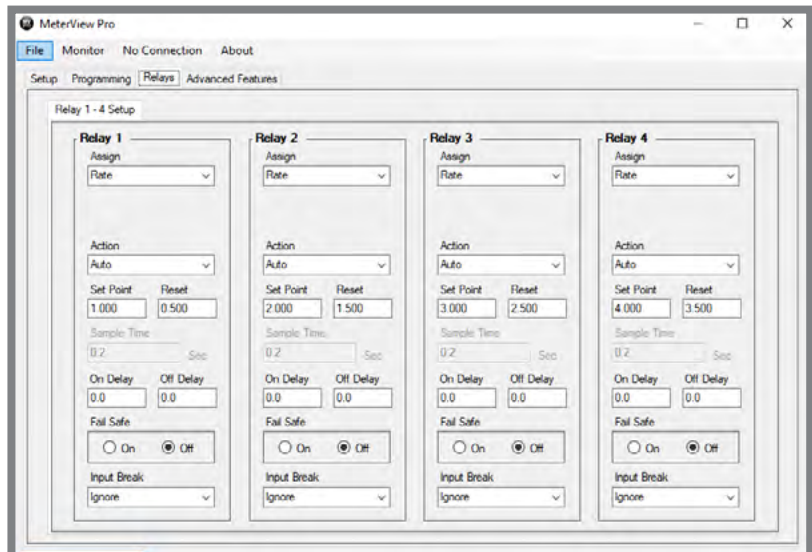 MeterView Pro
File Monitor No Connection About
Setup Programming Relays Advanced Features
Relay 1 - 4 Setup
Relay 1
Assign
Rate
Action
Auto
Set Point Reset
1.000 0.500
Sample Time
0.2 Sec
On Delay Off Delay
0.0 0.0
Fail Safe
On Off
Input Break
Ignore
Relay 2
Assign
Rate
Action
Auto
Set Point Reset
2.000 1.500
Sample Time
0.2 Sec
On Delay Off Delay
0.0 0.0
Fail Safe
On Off
Input Break
Ignore
Relay 3
Assign
Rate
Action
Auto
Set Point Reset
3.000 2.500
Sample Time
0.2 Sec
On Delay Off Delay
0.0 0.0
Fail Safe
On Off
Input Break
Ignore
Relay 4
Assign
Rate
Action
Auto
Set Point Reset
4.000 3.500
Sample Time
0.2 Sec
On Delay Off Delay
0.0 0.0
Fail Safe
On Off
Input Break
Ignore